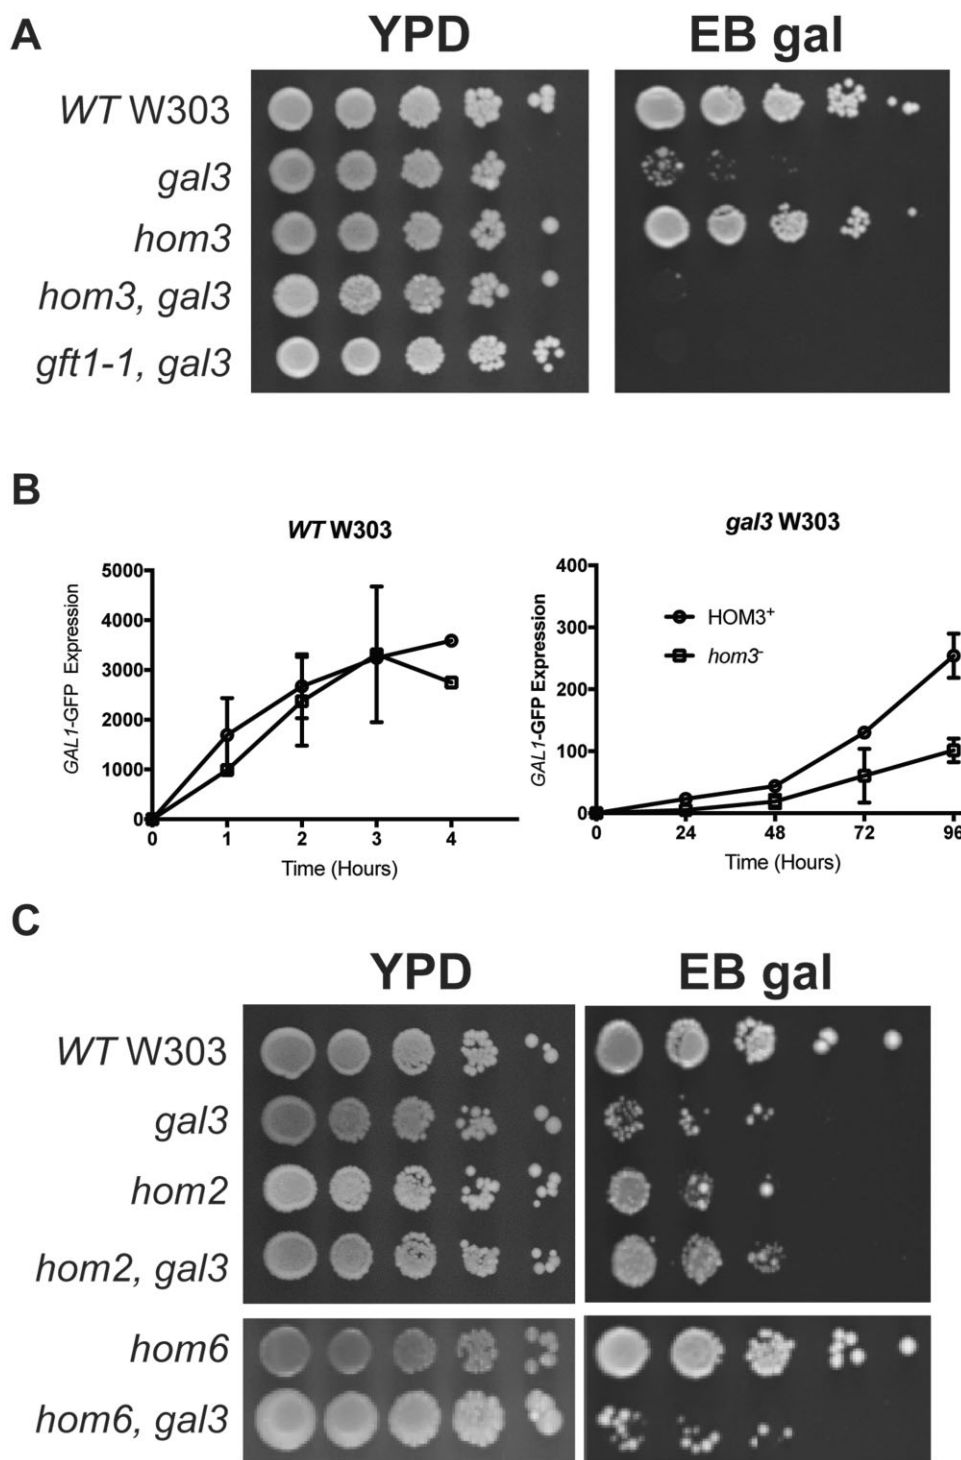 A
YPD EB gal
WT W303
gal3
hom3
hom3, gal3
gft1-1, gal3
B
WT W303
GAL1-GFP Expression
5000
4000
3000
2000
1000
0
0 1 2 3 4
Time (Hours)
gal3 W303
GAL1-GFP Expression
400
300
200
100
0
HOM3+
hom3-
0 24 48 72 96
Time (Hours)
C
YPD EB gal
WT W303
gal3
hom2
hom2, gal3
hom6
hom6, gal3